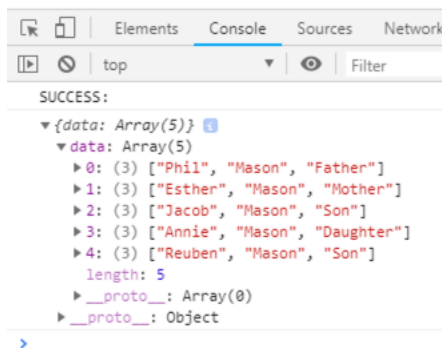 Elements Console Sources Network
top Filter
SUCCESS:
{data: Array(5)} i
data: Array(5)
0: (3) ["Phil", "Mason", "Father"]
1: (3) ["Esther", "Mason", "Mother"]
2: (3) ["Jacob", "Mason", "Son"]
3: (3) ["Annie", "Mason", "Daughter"]
4: (3) ["Reuben", "Mason", "Son"]
length: 5
__proto__: Array(0)
__proto__: Object